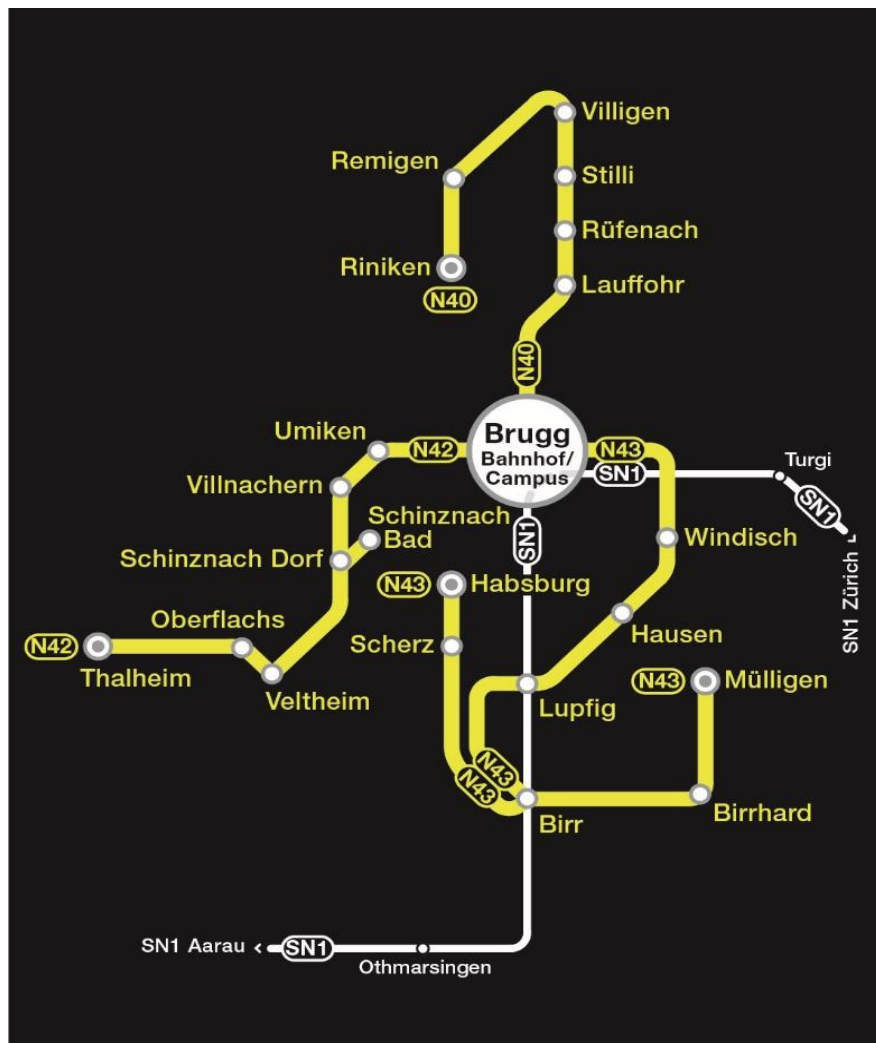 Villigen
Remigen
Stilli
Rüfenach
Riniken
Lauffohr
N40
N40
Umiken
N42
Brugg
Bahnhof/
Campus
N43
SN1
Turgi
SN1
Villnachern
Schinznach
Bad
SN1
Windisch
SN1 Zürich
Schinznach Dorf
N43
Habsburg
Oberflachs
Scherz
Hausen
N42
Thalheim
Veltheim
Lupfig
N43
Mülligen
N43
N43
Birr
Birrhard
SN1 Aarau
SN1
Othmarsingen